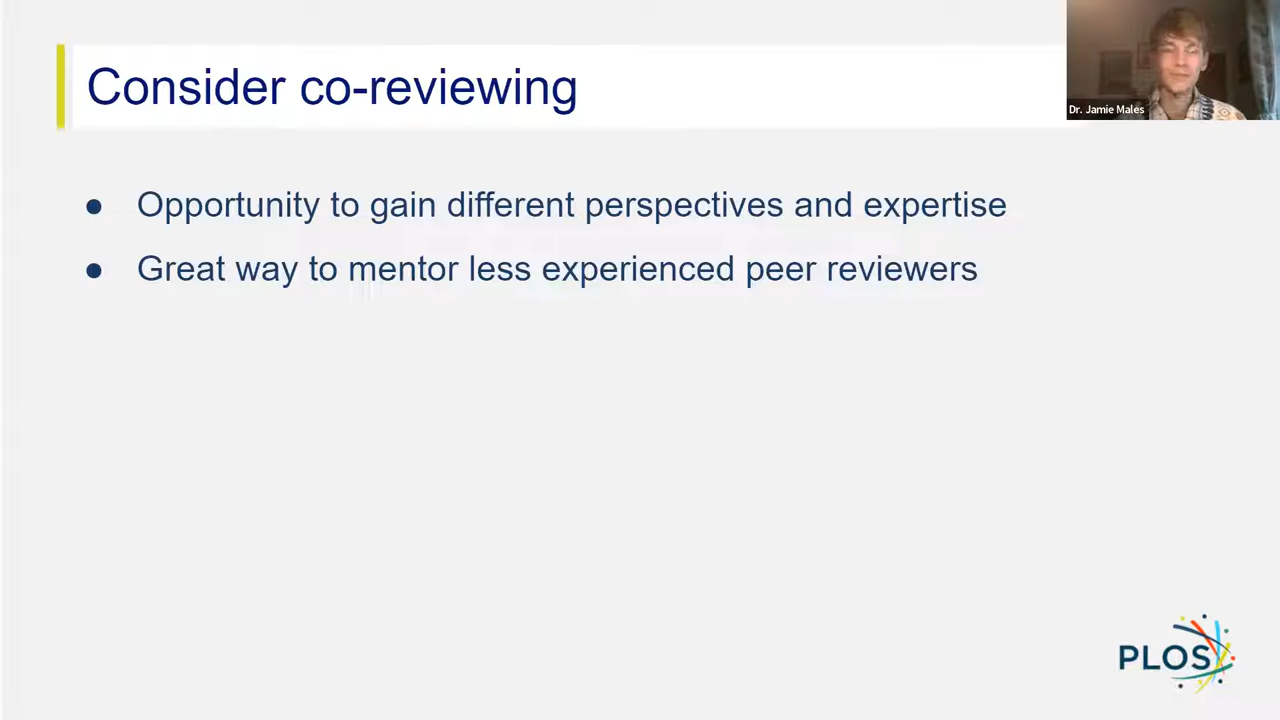 Consider co-reviewing
Dr. Jamie Males
● Opportunity to gain different perspectives and expertise
● Great way to mentor less experienced peer reviewers
PLOS